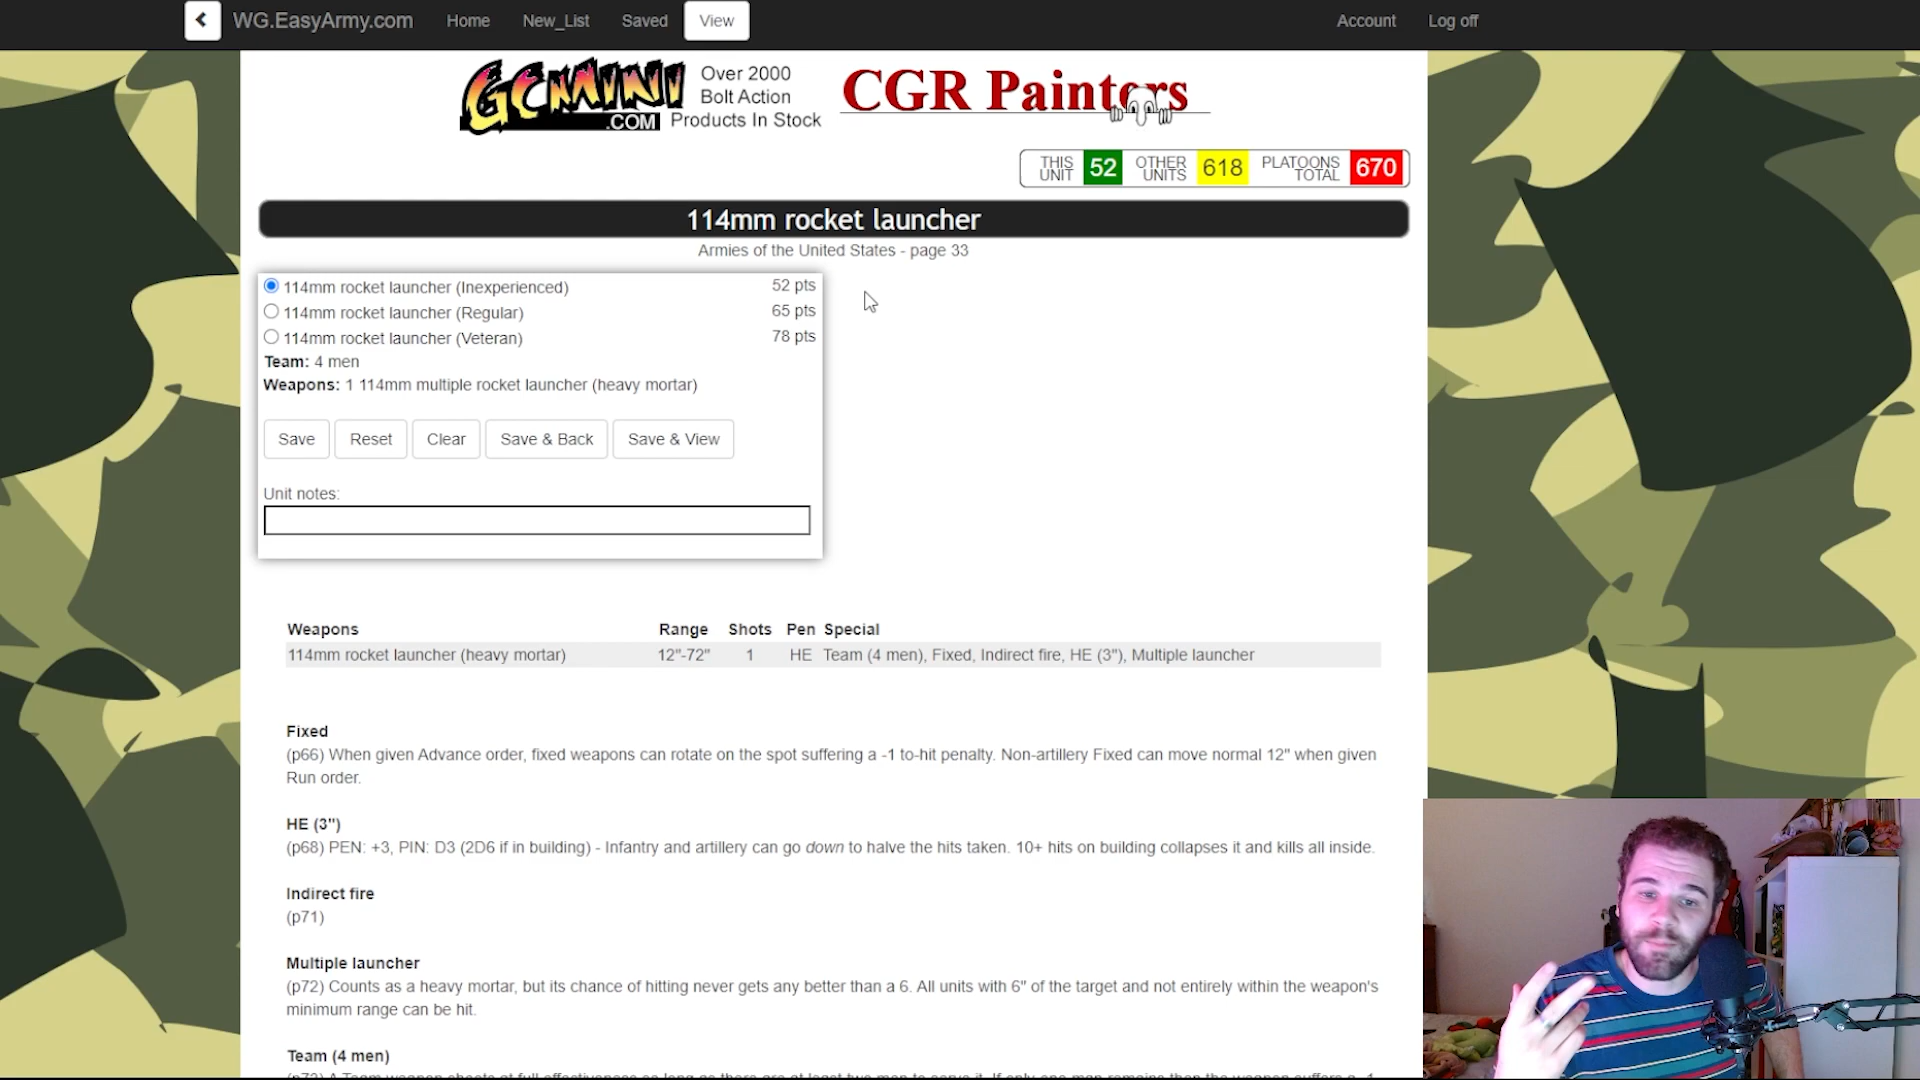 WG.EasyArmy.com Home New_List Saved View Account Log off
GCMINI .COM
Over 2000
Bolt Action
Products In Stock
CGR Painters
THIS UNIT 52 OTHER UNITS 618 PLATOONS TOTAL 670
114mm rocket launcher
Armies of the United States - page 33
114mm rocket launcher (Inexperienced) 52 pts
114mm rocket launcher (Regular) 65 pts
114mm rocket launcher (Veteran) 78 pts
Team: 4 men
Weapons: 1 114mm multiple rocket launcher (heavy mortar)
Save Reset Clear Save & Back Save & View
Unit notes:
Weapons Range Shots Pen Special
114mm rocket launcher (heavy mortar) 12"-72" 1 HE Team (4 men), Fixed, Indirect fire, HE (3"), Multiple launcher
Fixed
(p66) When given Advance order, fixed weapons can rotate on the spot suffering a -1 to-hit penalty. Non-artillery Fixed can move normal 12" when given
Run order.
HE (3")
(p68) PEN: +3, PIN: D3 (2D6 if in building) - Infantry and artillery can go down to halve the hits taken. 10+ hits on building collapses it and kills all inside.
Indirect fire
(p71)
Multiple launcher
(p72) Counts as a heavy mortar, but its chance of hitting never gets any better than a 6. All units with 6" of the target and not entirely within the weapon's
minimum range can be hit.
Team (4 men)